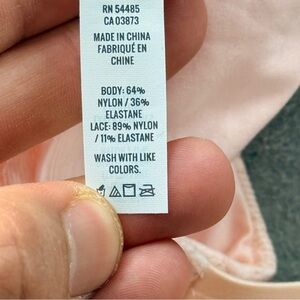 RN 54485
CA 03873
MADE IN CHINA
FABRIQUÉ EN
CHINE
BODY: 64%
NYLON / 36%
ELASTANE
LACE: 89% NYLON
/ 11% ELASTANE
WASH WITH LIKE
COLORS.